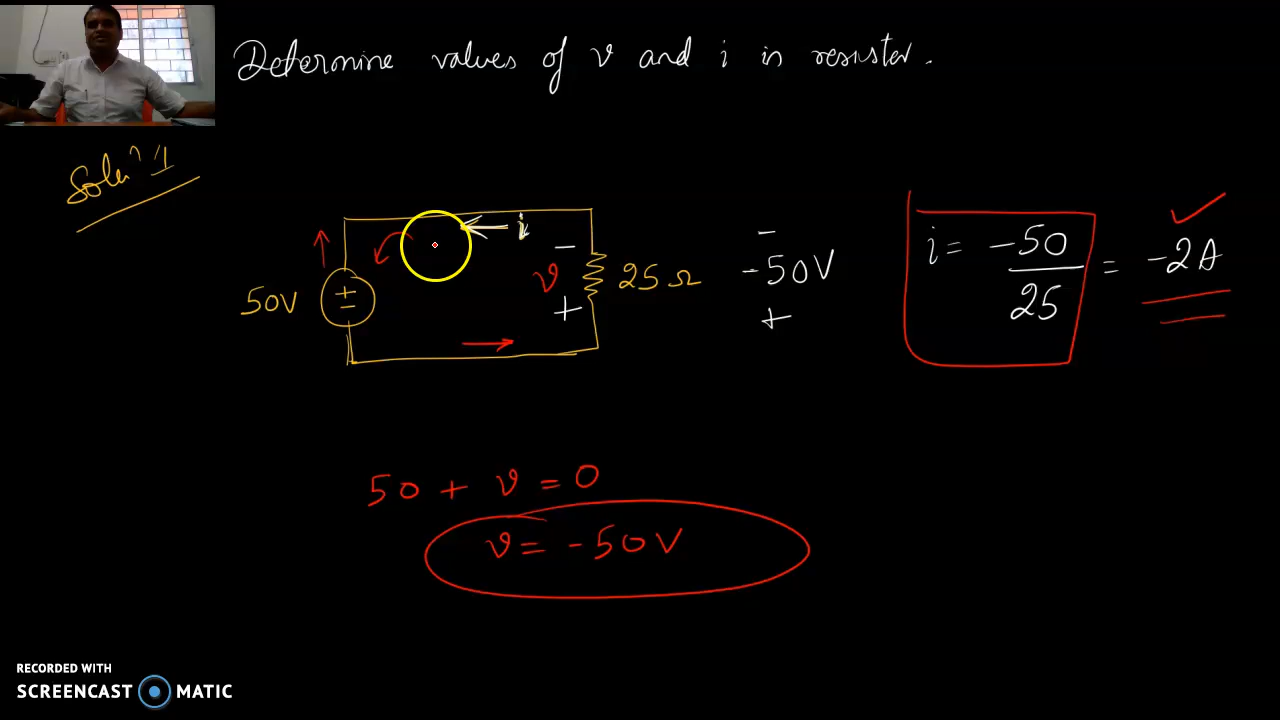 Determine values of v and i in resistor.
Soln :-1
i
50V
+
-
-
v
+
25Ω
-
-50V
+
i = -50/25 = -2A
50 + v = 0
v = -50V
RECORDED WITH
SCREENCAST MATIC